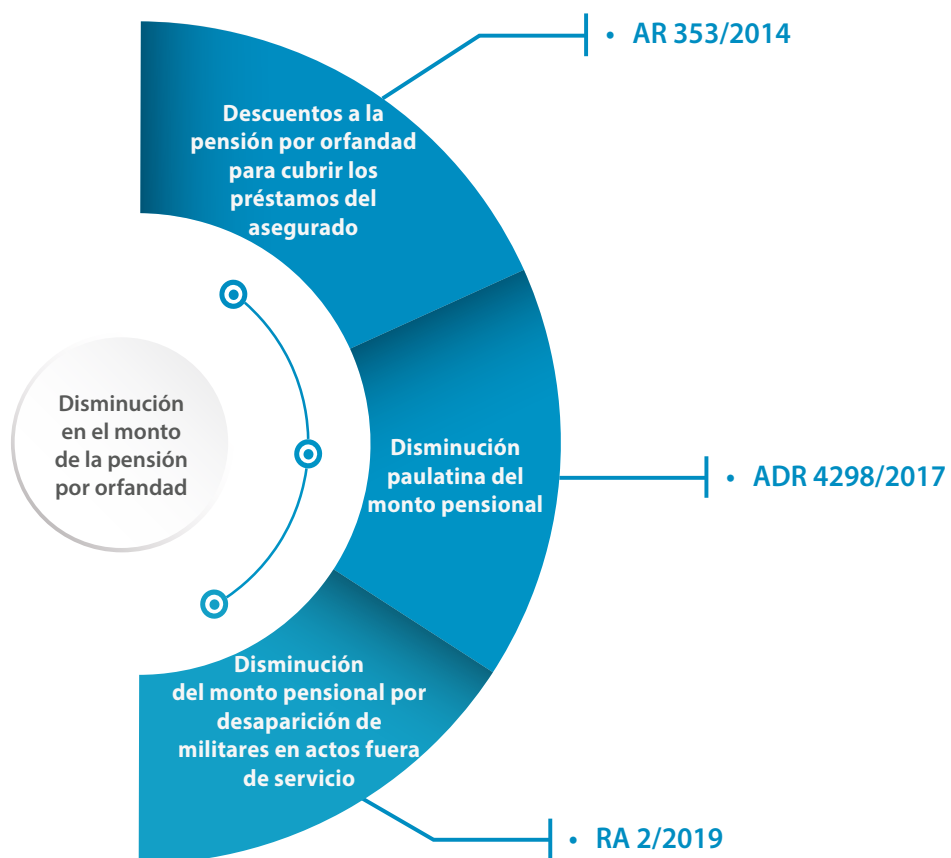 • AR 353/2014
Descuentos a la
pensión por orfandad
para cubrir los
préstamos del
asegurado
Disminución
en el monto
de la pensión
por orfandad
Disminución
paulatina del
monto pensional
• ADR 4298/2017
Disminución
del monto pensional por
desaparición de
militares en actos fuera
de servicio
• RA 2/2019